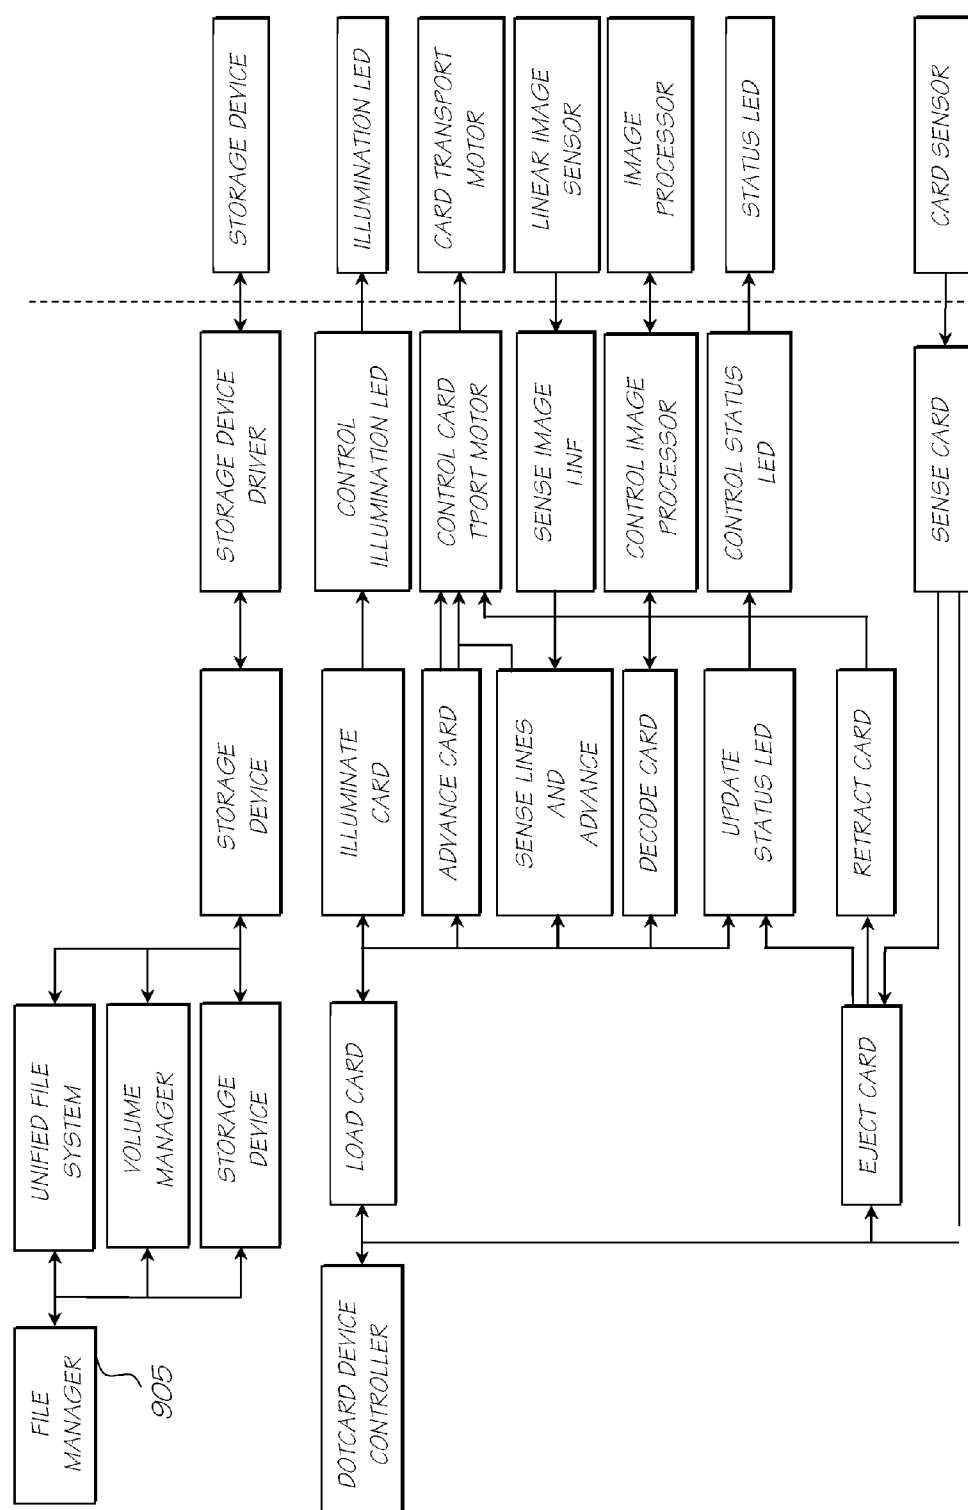 FILE
MANAGER
905
UNIFIED FILE
SYSTEM
VOLUME
MANAGER
STORAGE
DEVICE
STORAGE
DEVICE
STORAGE DEVICE
DRIVER
STORAGE DEVICE
DOTCARD DEVICE
CONTROLLER
LOAD CARD
ILLUMINATE
CARD
CONTROL
ILLUMINATION LED
ILLUMINATION LED
ADVANCE CARD
CONTROL CARD
T'PORT MOTOR
CARD TRANSPORT
MOTOR
SENSE LINES
AND
ADVANCE
SENSE IMAGE
I.INF
LINEAR IMAGE
SENSOR
DECODE CARD
CONTROL IMAGE
PROCESSOR
IMAGE
PROCESSOR
UPDATE
STATUS LED
CONTROL STATUS
LED
STATUS LED
EJECT CARD
RETRACT CARD
SENSE CARD
CARD SENSOR